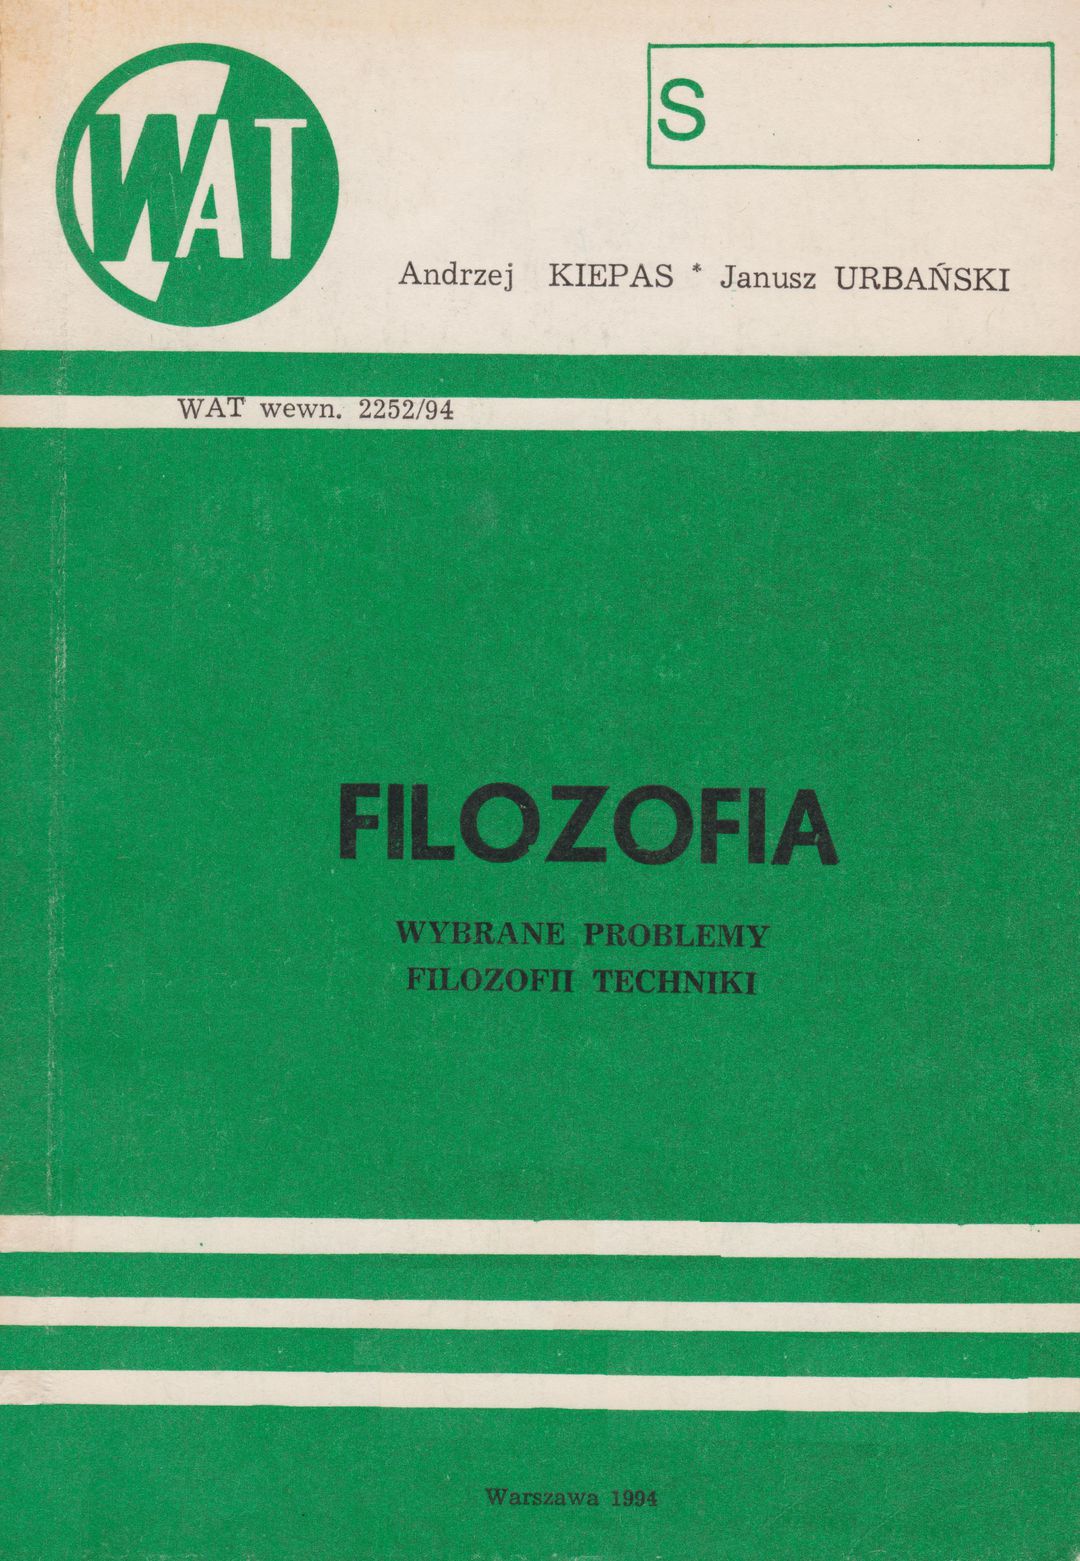 WAT
S
Andrzej KIEPAS * Janusz URBAŃSKI
WAT wewn. 2252/94
FILOZOFIA
WYBRANE PROBLEMY
FILOZOFII TECHNIKI
Warszawa 1994